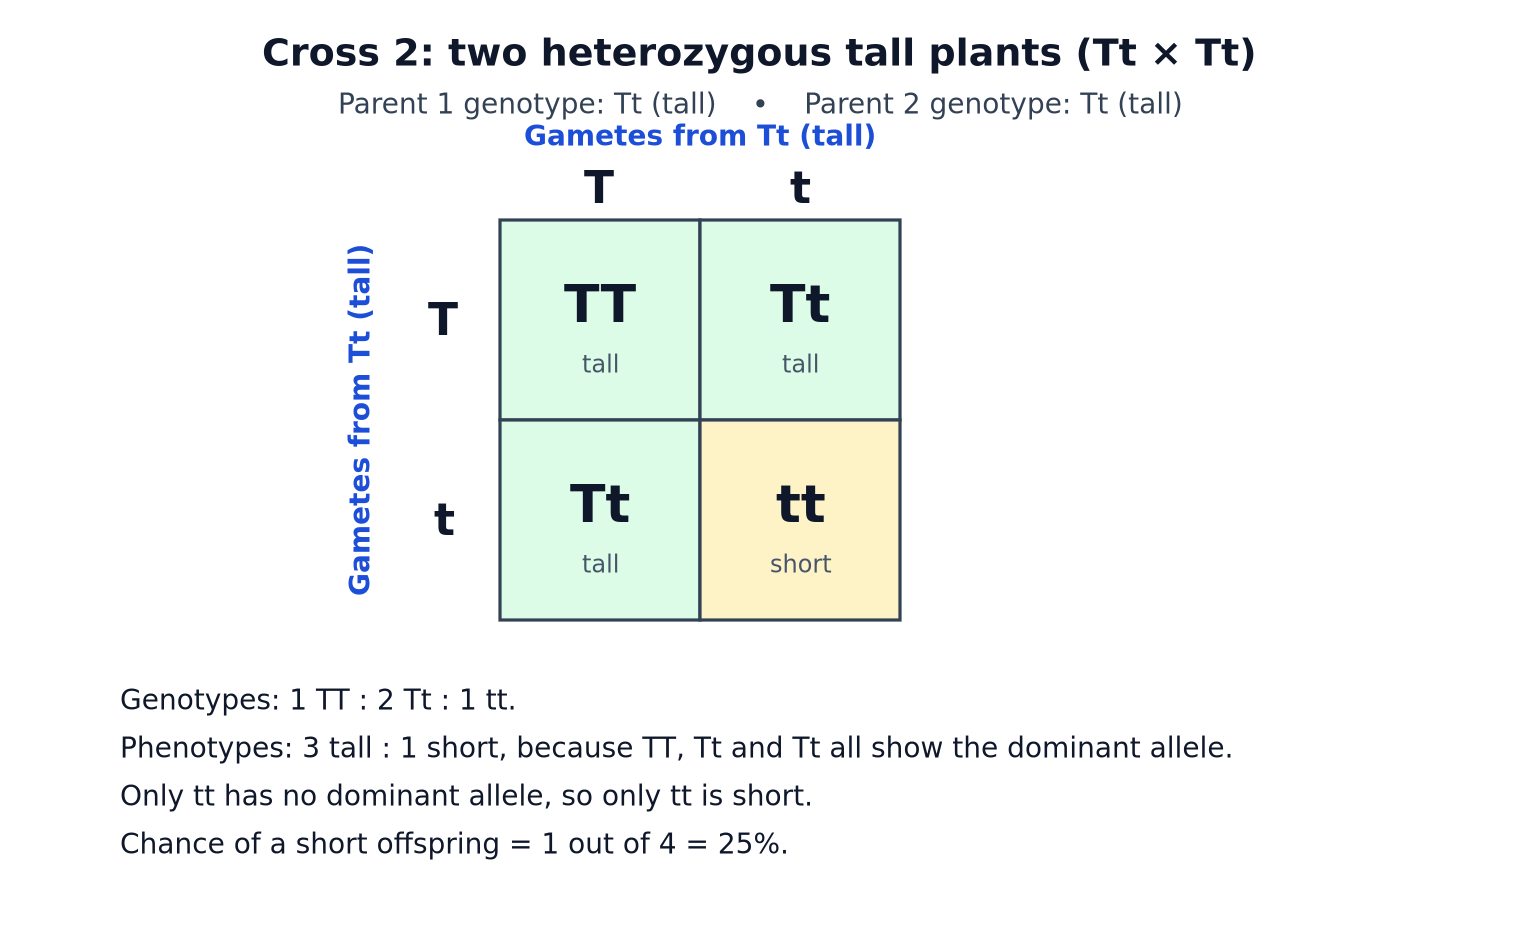 Cross 2: two heterozygous tall plants (Tt × Tt)
Parent 1 genotype: Tt (tall) • Parent 2 genotype: Tt (tall)
Gametes from Tt (tall)
T t
Gametes from Tt (tall)
T
TT Tt
tall tall
t
Tt tt
tall short
Genotypes: 1 TT : 2 Tt : 1 tt.
Phenotypes: 3 tall : 1 short, because TT, Tt and Tt all show the dominant allele.
Only tt has no dominant allele, so only tt is short.
Chance of a short offspring = 1 out of 4 = 25%.